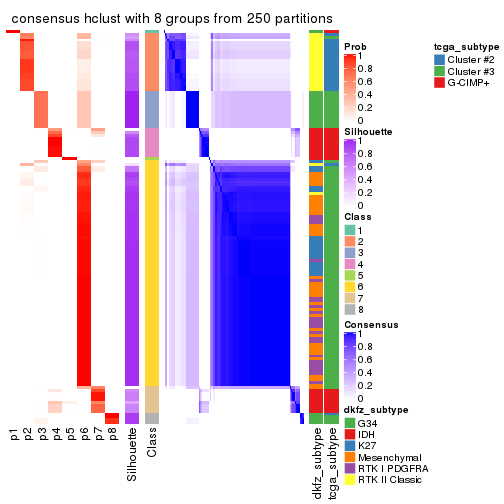 consensus hclust with 8 groups from 250 partitions
Prob
1
0.8
0.6
0.4
0.2
0
Silhouette
1
0.8
0.6
0.4
0.2
0
Class
1
2
3
4
5
6
7
8
Consensus
1
0.8
0.6
0.4
0.2
0
dkfz_subtype
G34
IDH
K27
Mesenchymal
RTK I PDGFRA
RTK II Classic
tcga_subtype
Cluster #2
Cluster #3
G-CIMP+
p1
p2
p3
p4
p5
p6
p7
p8
Silhouette
Class
dkfz_subtype
tcga_subtype